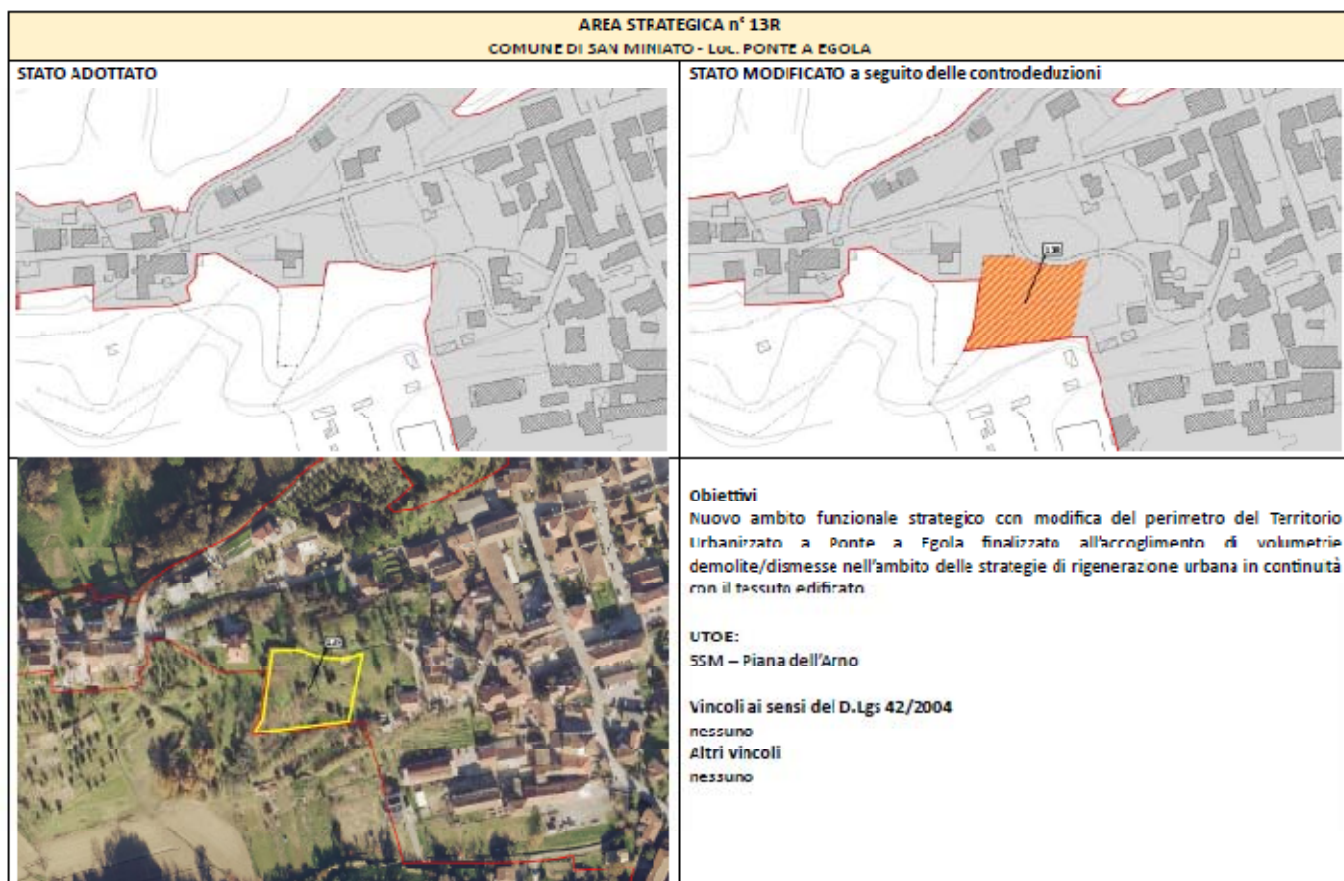 AREA STRATEGICA n° 13R
COMUNE DI SAN MINIATO - Loc. PONTE A EGOLA
STATO ADOTTATO
STATO MODIFICATO a seguito delle controdeduzioni
13R
Obiettivi
Nuovo ambito funzionale strategico con modifica del perimetro del Territorio
Urbanizzato a Ponte a Egola finalizzato all'accoglimento di volumetrie
demolite/dismesse nell'ambito delle strategie di rigenerazione urbana in continuità
con il tessuto edificato
UTOE:
5SM – Piana dell'Arno
Vincoli ai sensi del D.Lgs 42/2004
nessuno
Altri vincoli
nessuno